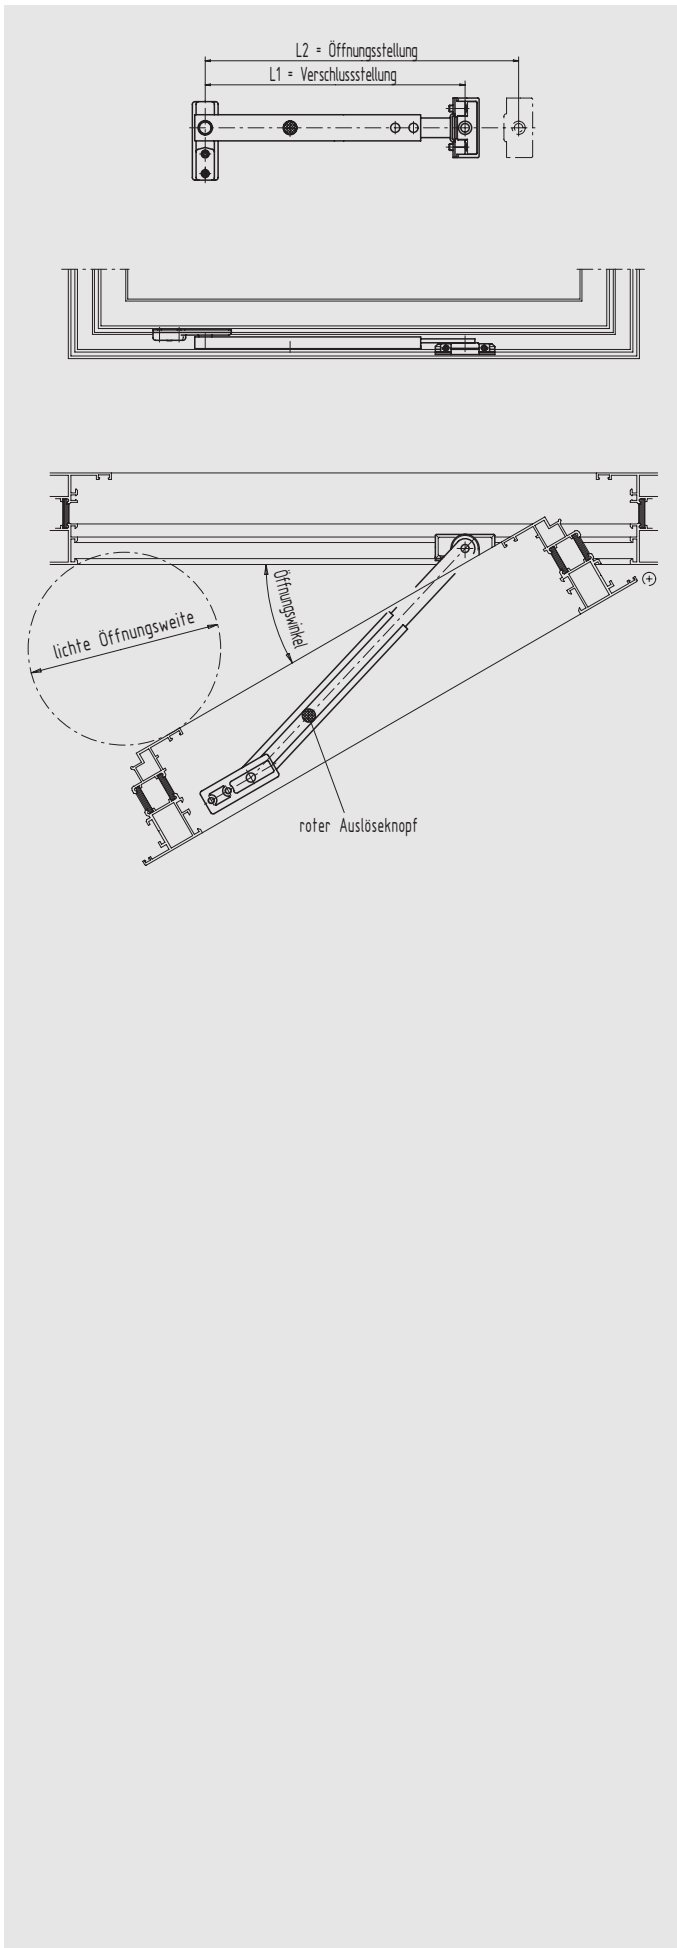 L2 = Öffnungsstellung
L1 = Verschlussstellung
Öffnungswinkel
lichte Öffnungsweite
roter Auslöseknopf